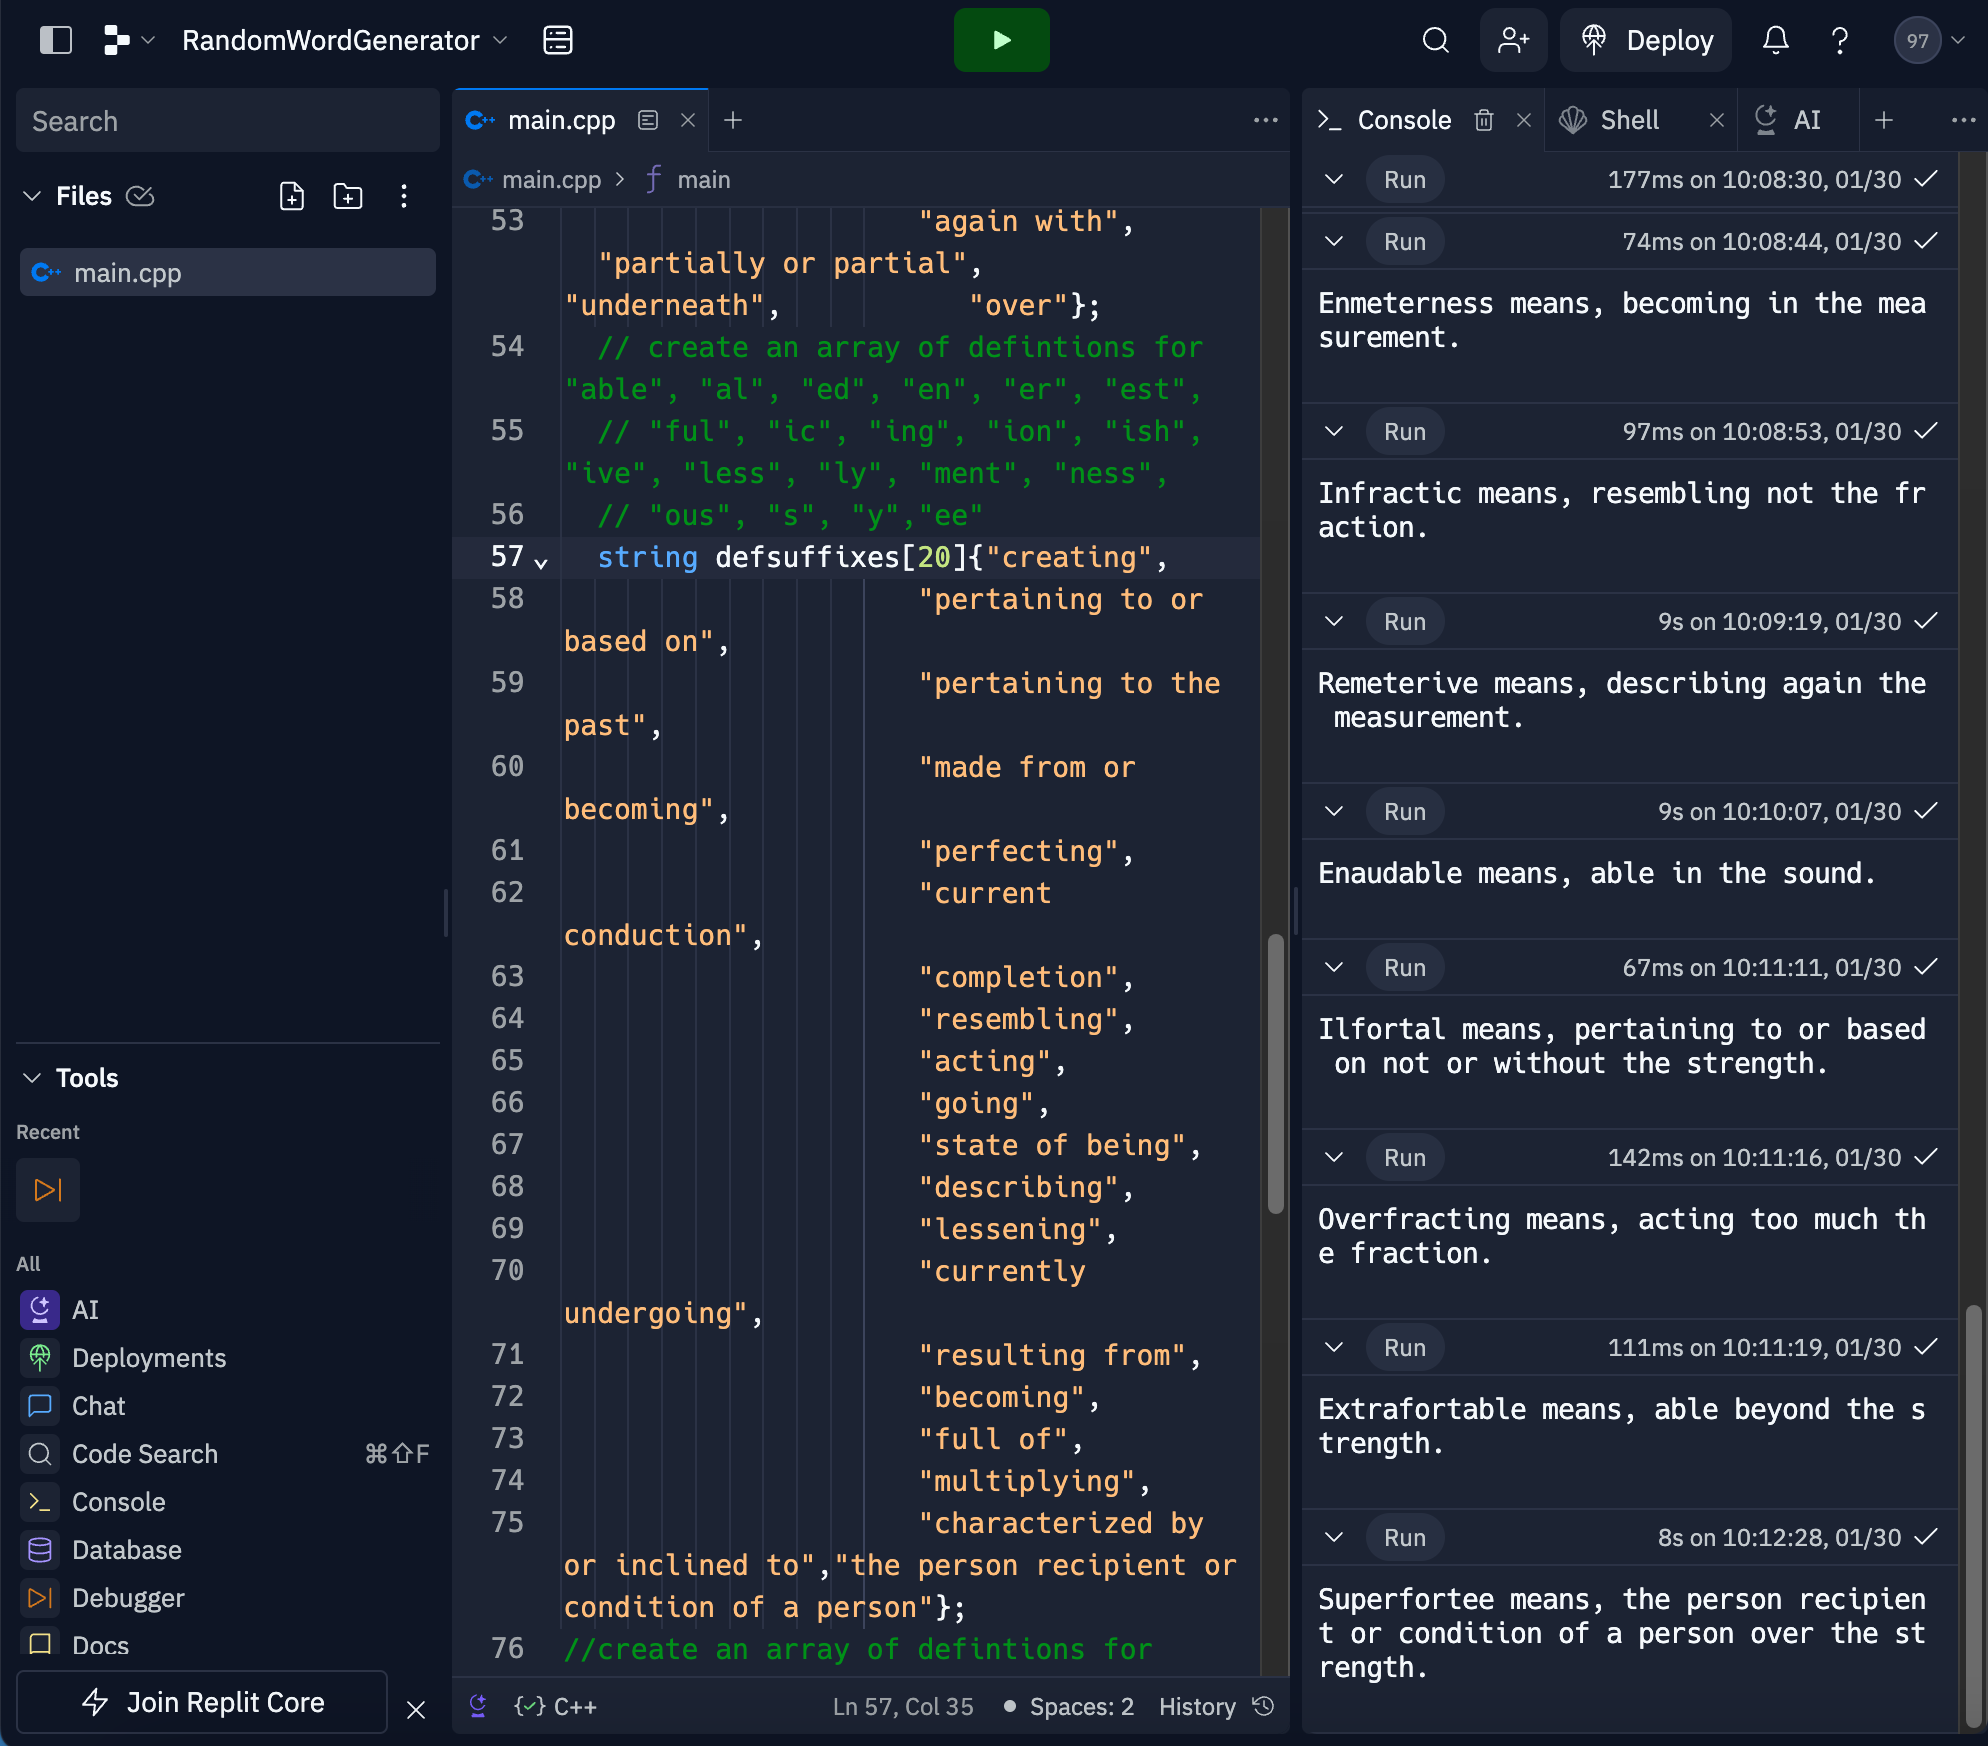 RandomWordGenerator
Deploy
97
Search
Files
main.cpp
Tools
Recent
All
AI
Deployments
Chat
Code Search ⌘⇧F
Console
Database
Debugger
Docs
Join Replit Core
main.cpp
main.cpp > ƒ main
53 "again with",
"partially or partial",
"underneath", "over"};
54 // create an array of defintions for
"able", "al", "ed", "en", "er", "est",
55 // "ful", "ic", "ing", "ion", "ish",
"ive", "less", "ly", "ment", "ness",
56 // "ous", "s", "y","ee"
57 string defsuffixes[20]{"creating",
58 "pertaining to or
based on",
59 "pertaining to the
past",
60 "made from or
becoming",
61 "perfecting",
62 "current
conduction",
63 "completion",
64 "resembling",
65 "acting",
66 "going",
67 "state of being",
68 "describing",
69 "lessening",
70 "currently
undergoing",
71 "resulting from",
72 "becoming",
73 "full of",
74 "multiplying",
75 "characterized by
or inclined to","the person recipient or
condition of a person"};
76 //create an array of defintions for
C++ Ln 57, Col 35 Spaces: 2 History
Console Shell AI
Run 177ms on 10:08:30, 01/30
Run 74ms on 10:08:44, 01/30
Enmeterness means, becoming in the mea
surement.
Run 97ms on 10:08:53, 01/30
Infractic means, resembling not the fr
action.
Run 9s on 10:09:19, 01/30
Remeterive means, describing again the
measurement.
Run 9s on 10:10:07, 01/30
Enaudable means, able in the sound.
Run 67ms on 10:11:11, 01/30
Ilfortal means, pertaining to or based
on not or without the strength.
Run 142ms on 10:11:16, 01/30
Overfracting means, acting too much th
e fraction.
Run 111ms on 10:11:19, 01/30
Extrafortable means, able beyond the s
trength.
Run 8s on 10:12:28, 01/30
Superfortee means, the person recipien
t or condition of a person over the st
rength.